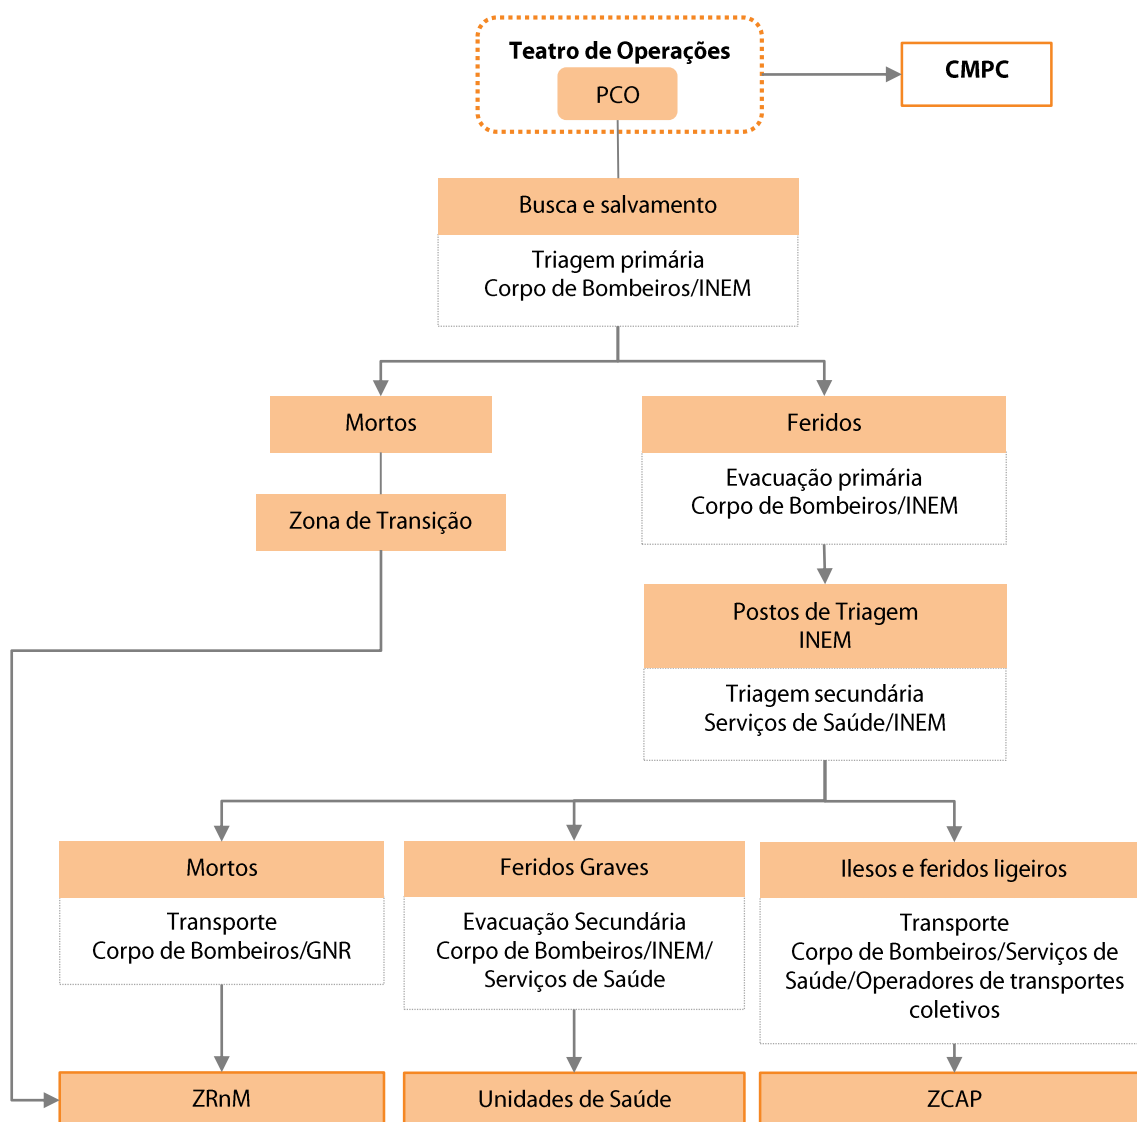 Teatro de Operações
PCO
CMPC
Busca e salvamento
Triagem primária
Corpo de Bombeiros/INEM
Mortos
Zona de Transição
Feridos
Evacuação primária
Corpo de Bombeiros/INEM
Postos de Triagem
INEM
Triagem secundária
Serviços de Saúde/INEM
Mortos
Transporte
Corpo de Bombeiros/GNR
Feridos Graves
Evacuação Secundária
Corpo de Bombeiros/INEM/
Serviços de Saúde
Ilesos e feridos ligeiros
Transporte
Corpo de Bombeiros/Serviços de
Saúde/Operadores de transportes
coletivos
ZRnM
Unidades de Saúde
ZCAP